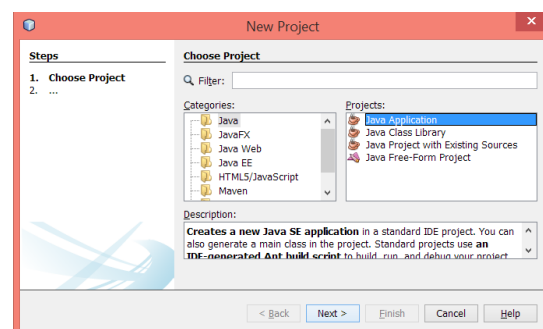 New Project
x
Steps
1. Choose Project
2. ...
Choose Project
Filter:
Categories:
Java
JavaFX
Java Web
Java EE
HTML5/JavaScript
Maven
Projects:
Java Application
Java Class Library
Java Project with Existing Sources
Java Free-Form Project
Description:
Creates a new Java SE application in a standard IDE project. You can
also generate a main class in the project. Standard projects use an
IDE-generated Ant build script to build, run, and debug your project
< Back
Next >
Finish
Cancel
Help